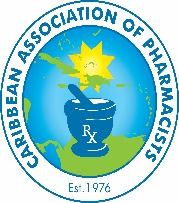 CARIBBEAN ASSOCIATION OF PHARMACISTS
Rx
Est.1976